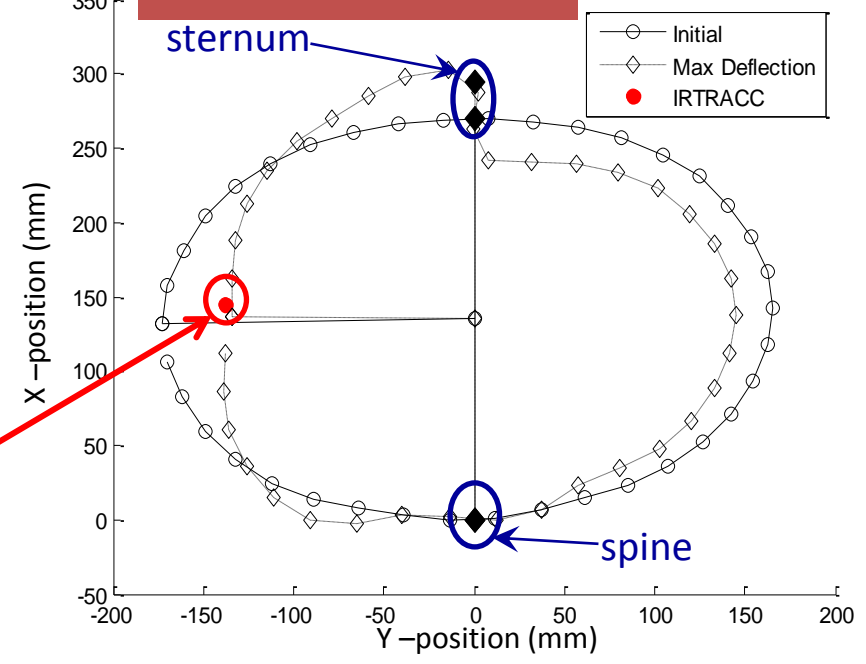 350
sternum
Initial
Max Deflection
IRTRACC
300
250
200
150
100
50
0
-50
X –position (mm)
spine
-200 -150 -100 -50 0 50 100 150 200
Y –position (mm)